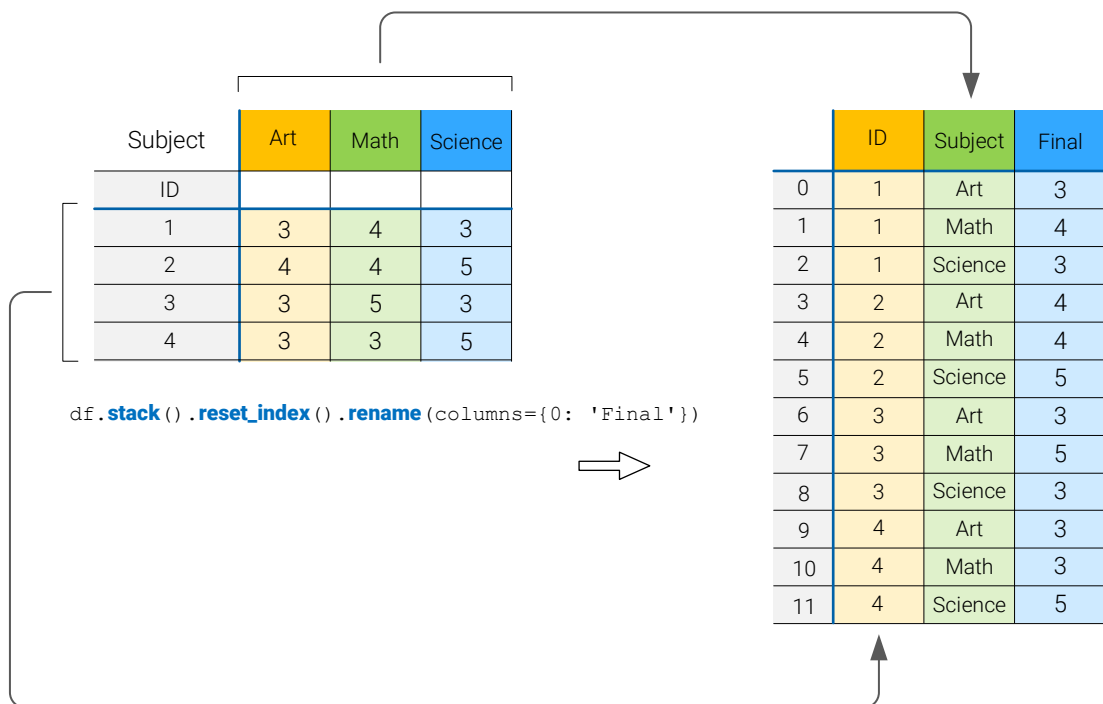 Subject Art Math Science
ID
1 3 4 3
2 4 4 5
3 3 5 3
4 3 3 5
df.stack().reset_index().rename(columns={0: 'Final'})
ID Subject Final
0 1 Art 3
1 1 Math 4
2 1 Science 3
3 2 Art 4
4 2 Math 4
5 2 Science 5
6 3 Art 3
7 3 Math 5
8 3 Science 3
9 4 Art 3
10 4 Math 3
11 4 Science 5